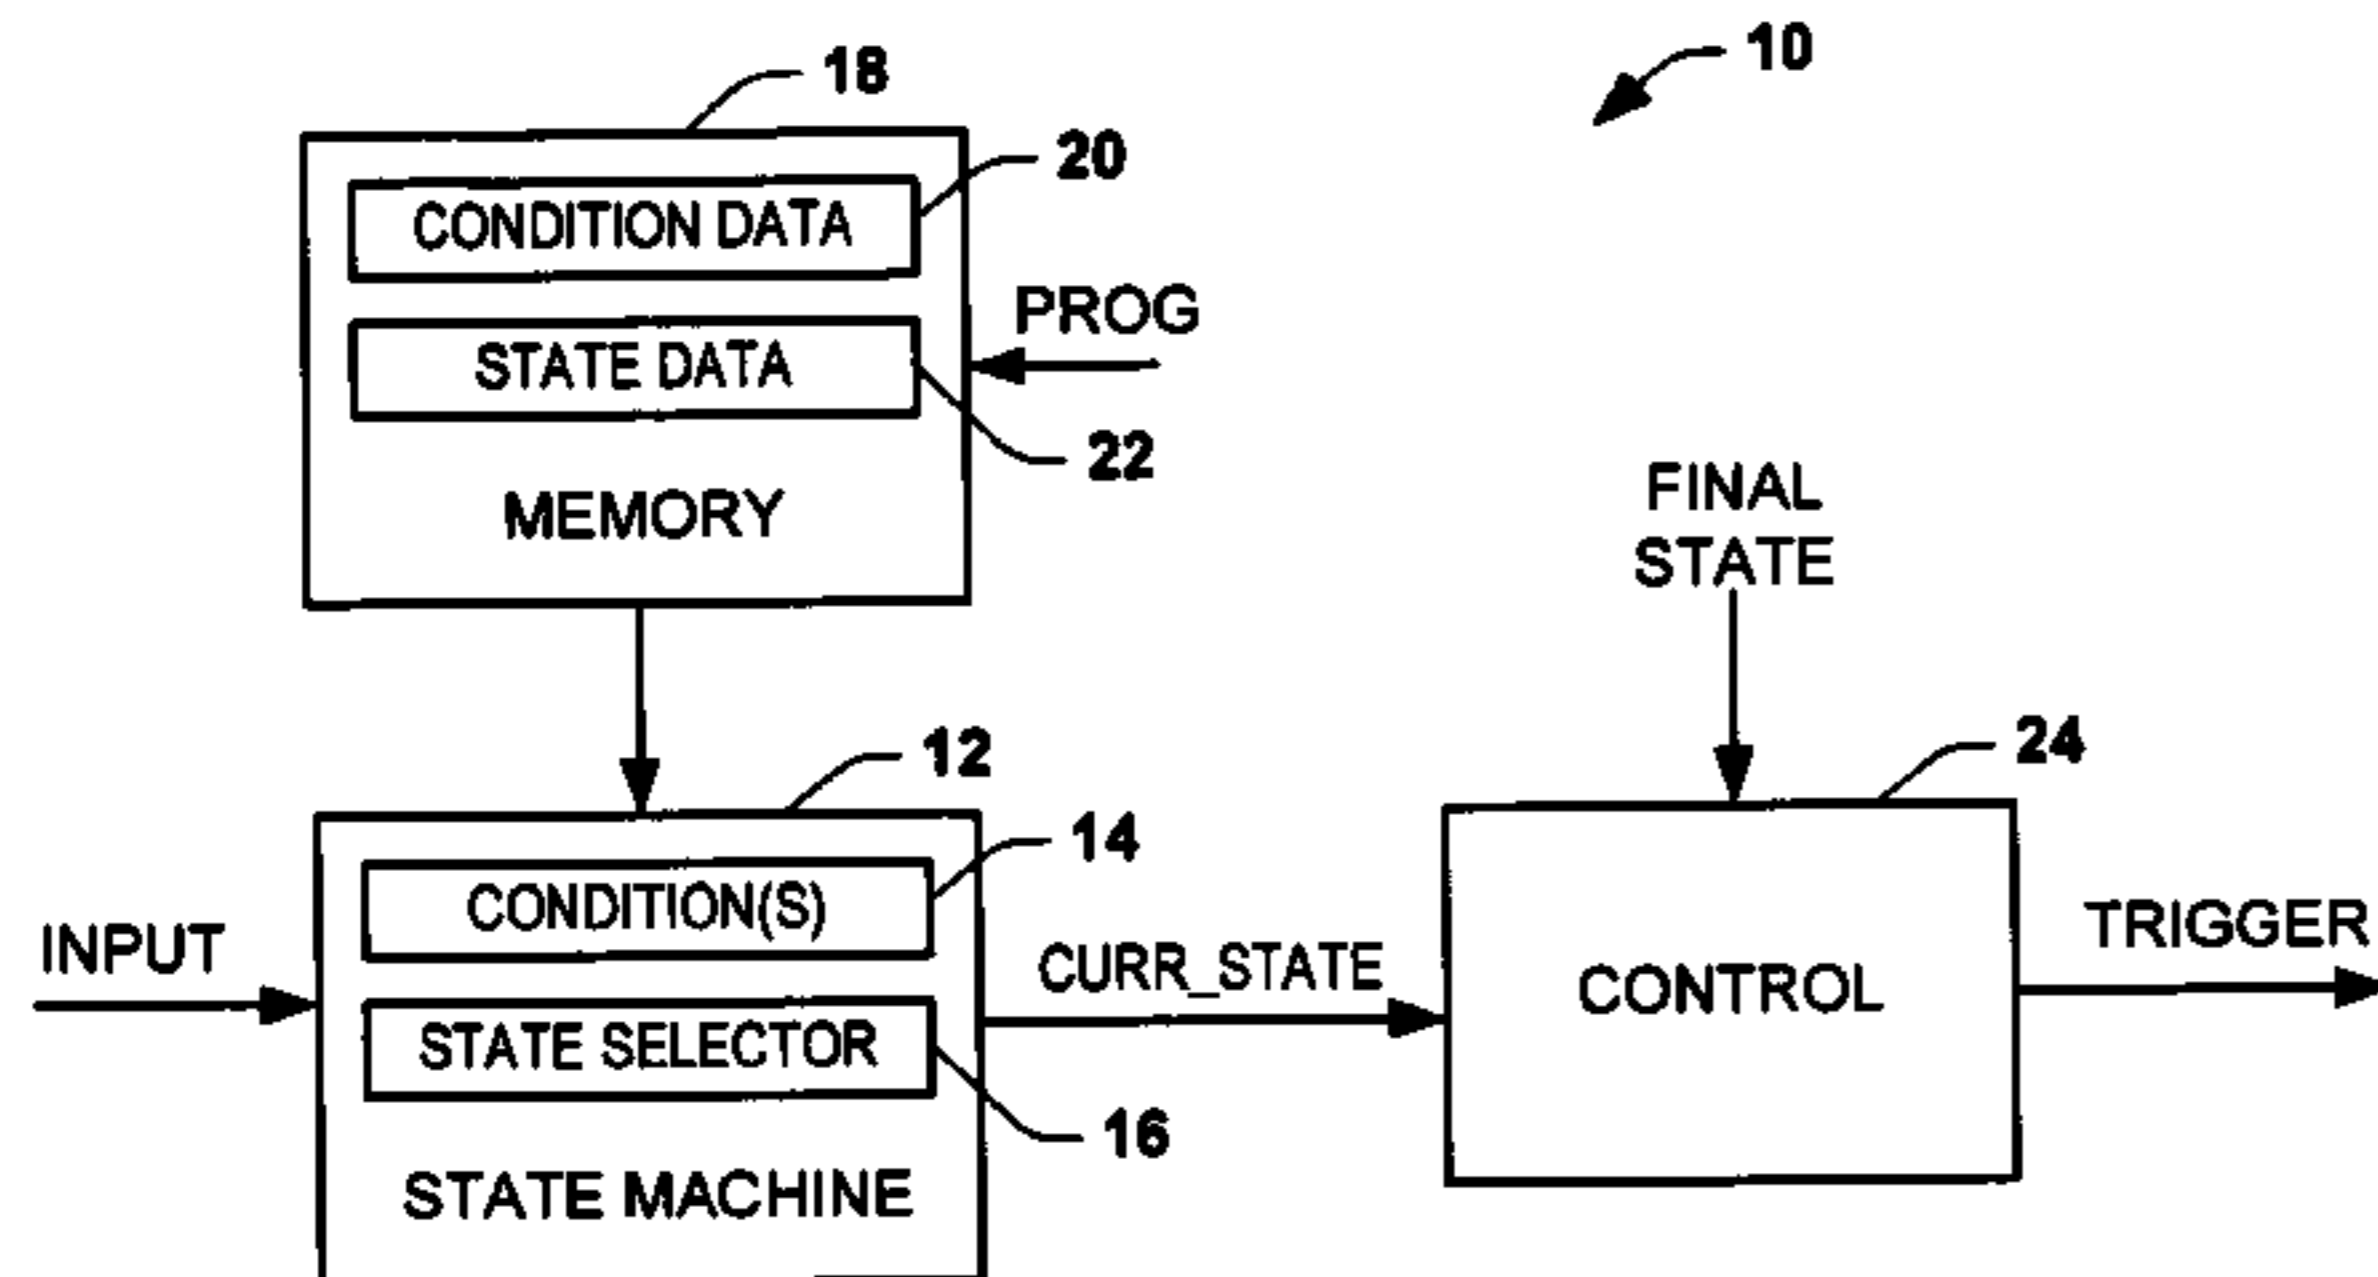 18
10
20
CONDITION DATA
PROG
STATE DATA
22
MEMORY
FINAL
STATE
12
24
14
CONDITION(S)
INPUT
CURR_STATE
CONTROL
TRIGGER
STATE SELECTOR
16
STATE MACHINE